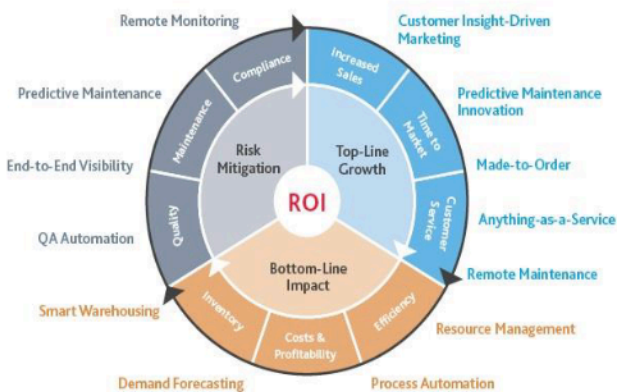 Remote Monitoring
Customer Insight-Driven
Marketing
Compliance
Increased
Sales
Predictive Maintenance
Predictive Maintenance
Innovation
Maintenance
Time to
Market
Risk
Mitigation
Top-Line
Growth
End-to-End Visibility
Made-to-Order
ROI
Quality
Customer
Service
Anything-as-a-Service
QA Automation
Bottom-Line
Impact
Remote Maintenance
Smart Warehousing
Inventory
Costs &
Profitability
Efficiency
Resource Management
Demand Forecasting
Process Automation